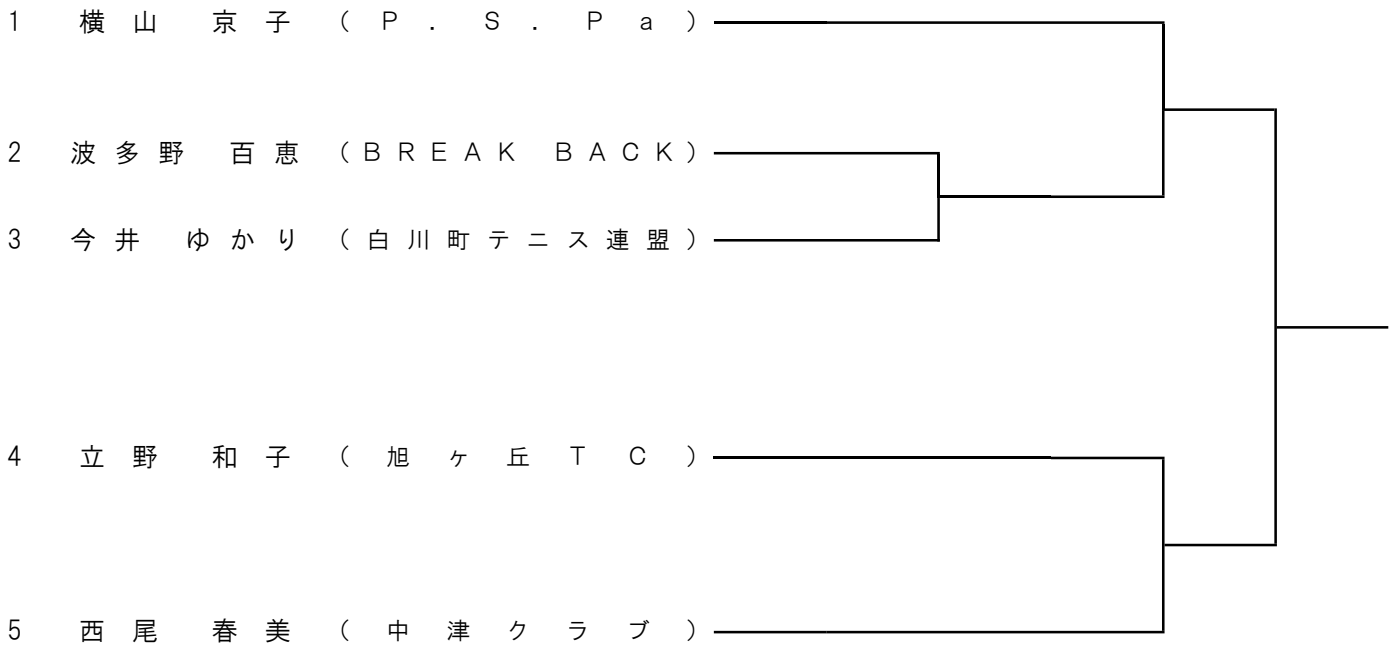 1 横山 京子 (P.S.Pa)
2 波多野 百恵 (BREAK BACK)
3 今井 ゆかり (白川町テニス連盟)
4 立野 和子 (旭ヶ丘TC)
5 西尾 春美 (中津クラブ)